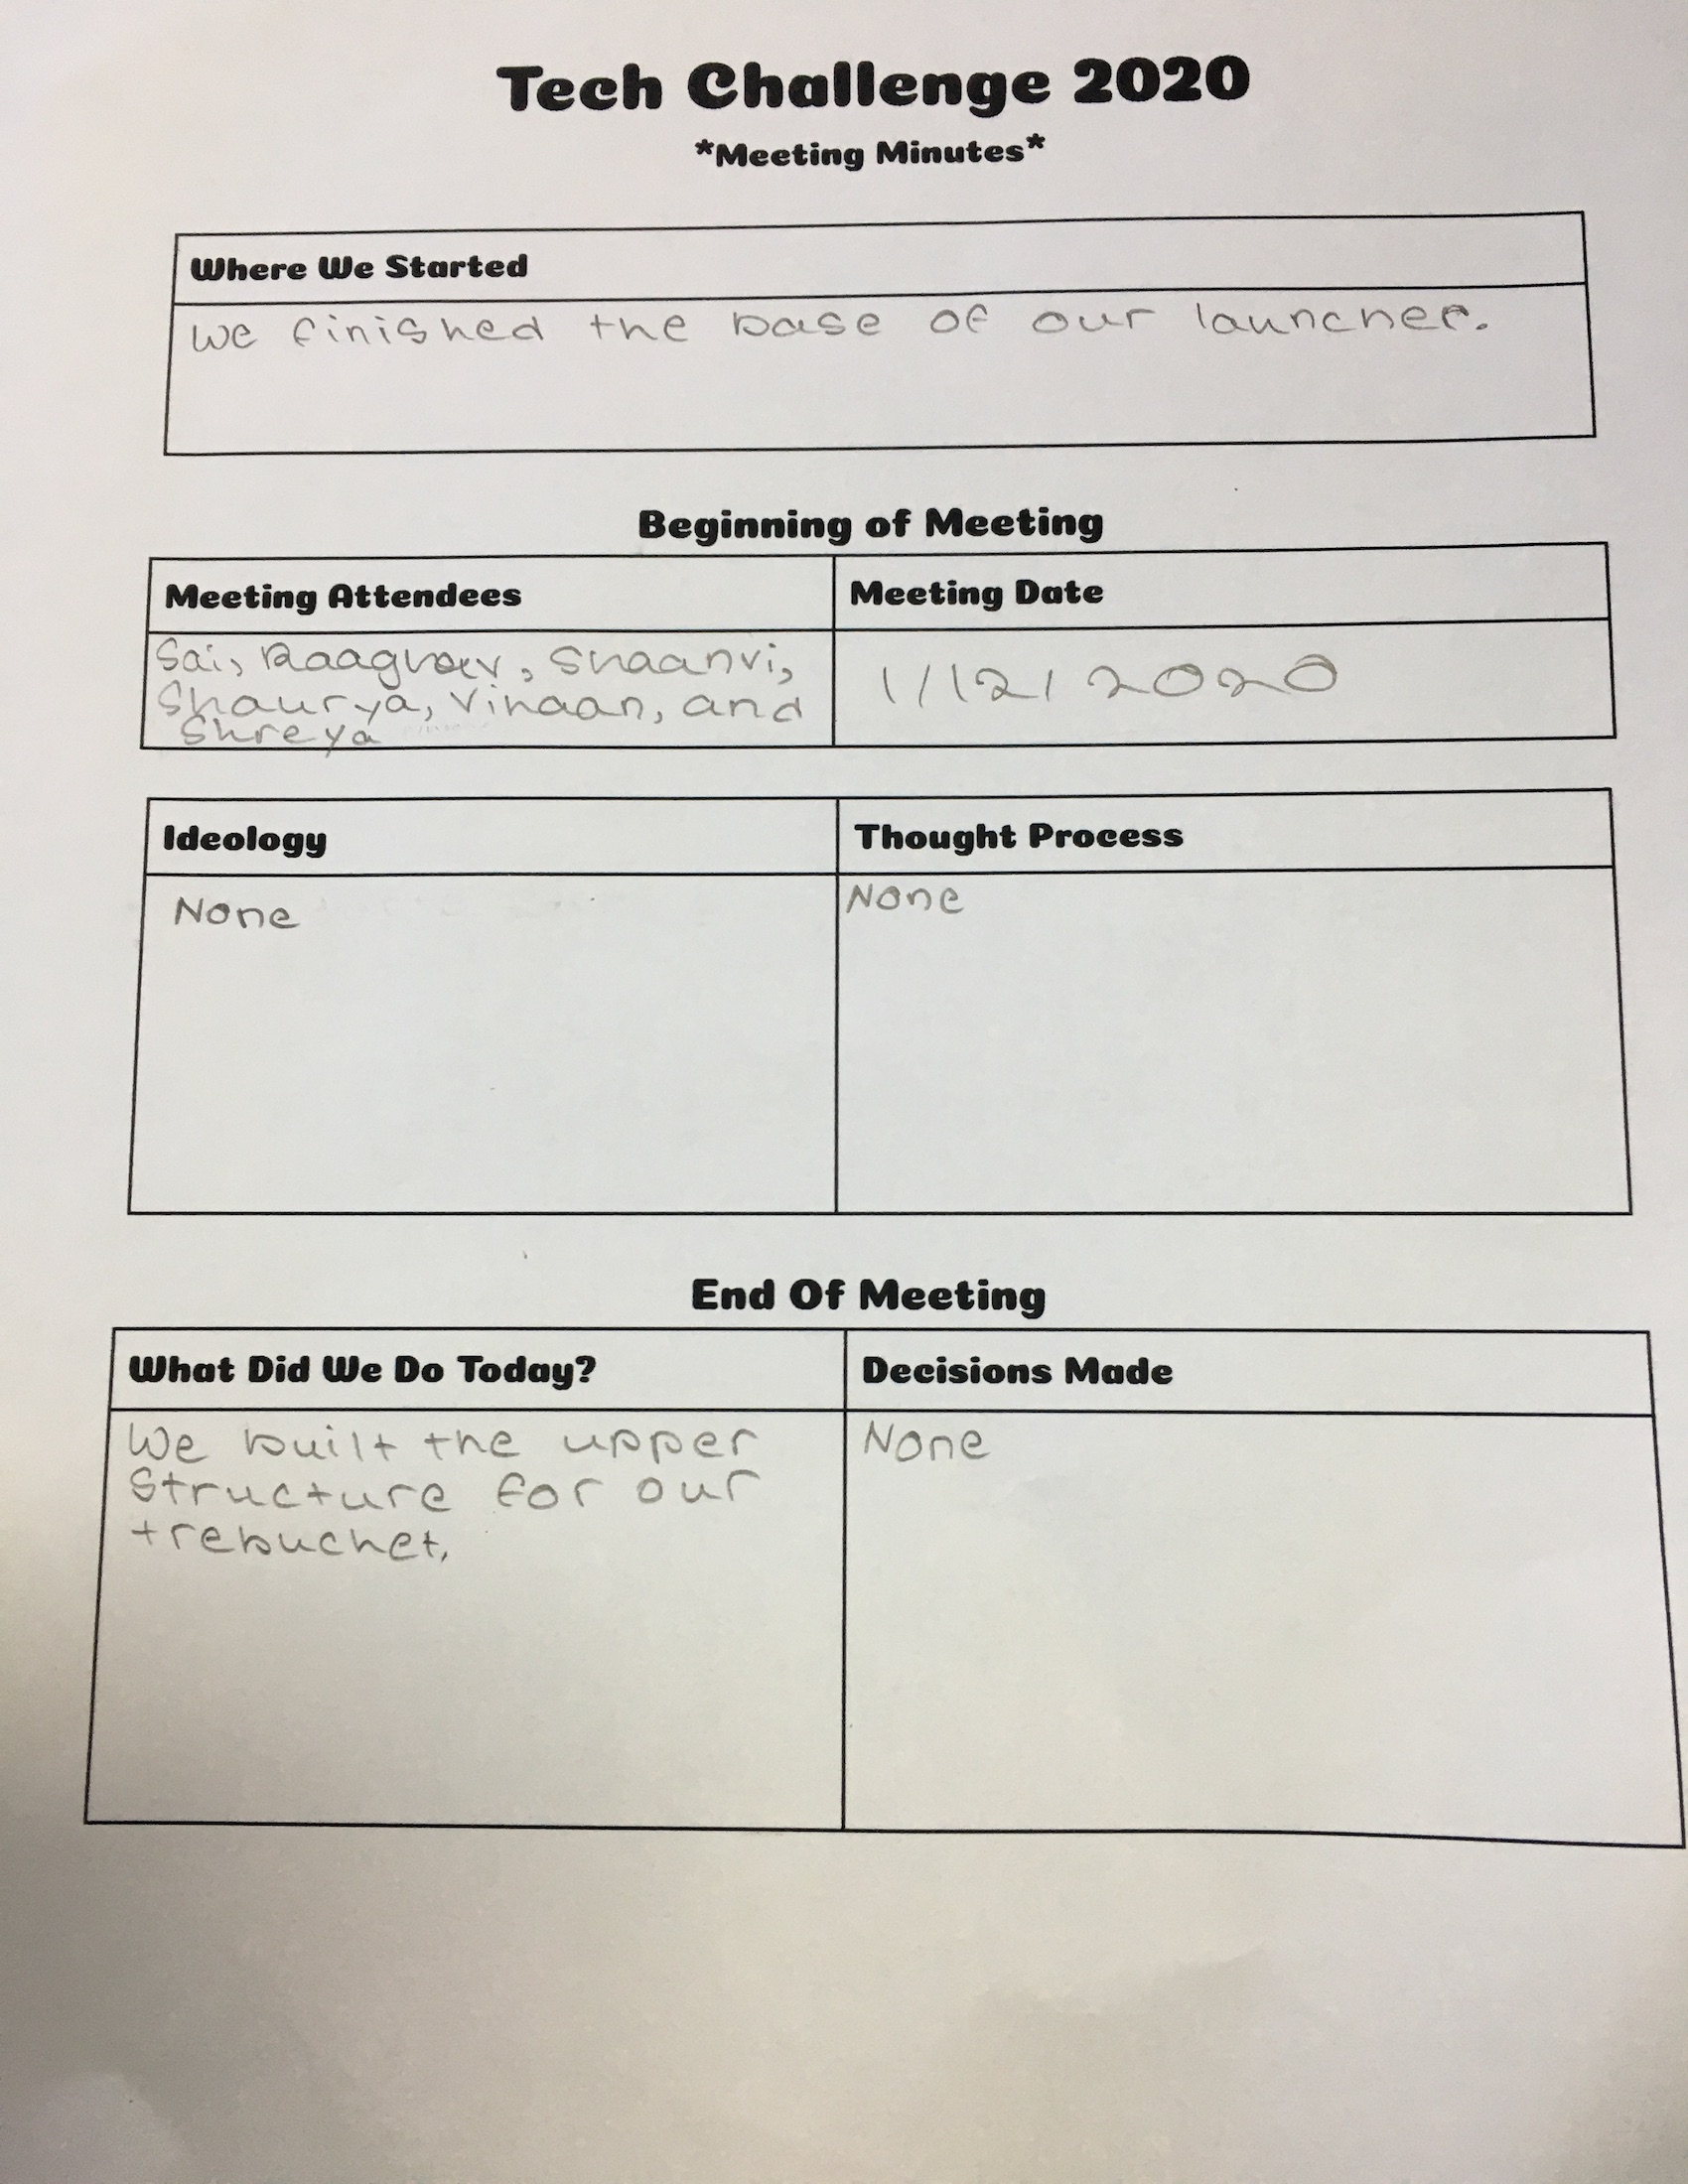 Tech Challenge 2020
*Meeting Minutes*
Where We Started
We finished the base of our launcher.
Beginning of Meeting
Meeting Attendees
Meeting Date
Sai, Raaghav, Shaanvi,
Shaurya, Vihaan, and
Shreya
1/12/2020
Ideology
Thought Process
None
None
End Of Meeting
What Did We Do Today?
Decisions Made
We built the upper
structure for our
trebuchet.
None